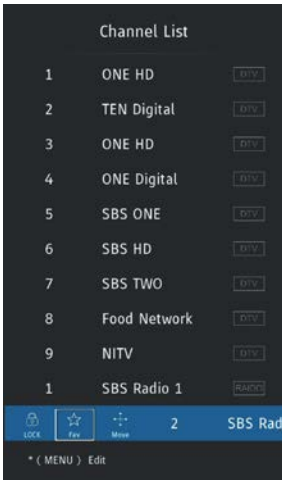 Channel List
1 ONE HD DTV
2 TEN Digital DTV
3 ONE HD DTV
4 ONE Digital DTV
5 SBS ONE DTV
6 SBS HD DTV
7 SBS TWO DTV
8 Food Network DTV
9 NITV DTV
1 SBS Radio 1 RAIDO
LOCK Fav Move 2 SBS Rad
* ( MENU ) Edit